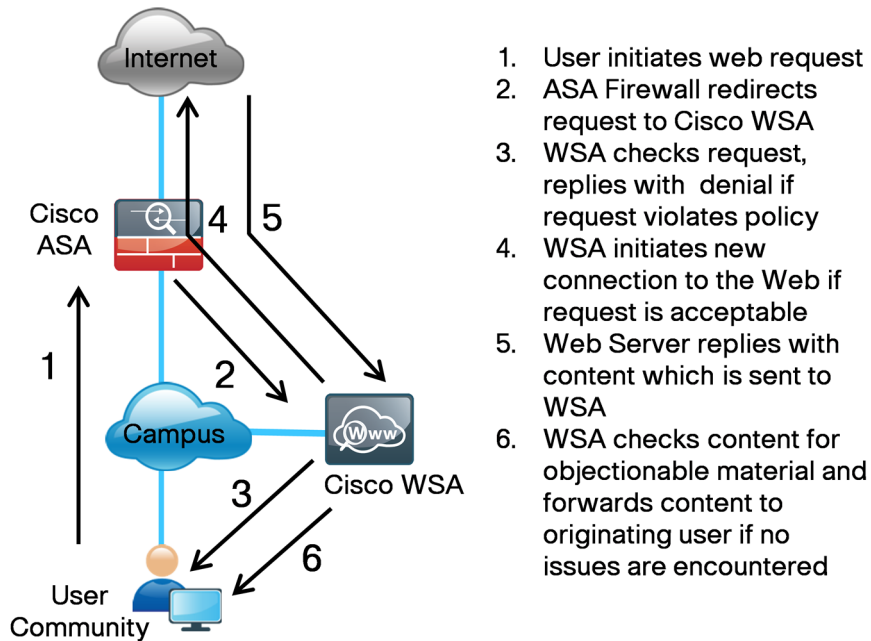 Internet
Cisco
ASA
4
5
1
2
Campus
Www
Cisco WSA
3
6
User
Community
1. User initiates web request
2. ASA Firewall redirects
request to Cisco WSA
3. WSA checks request,
replies with denial if
request violates policy
4. WSA initiates new
connection to the Web if
request is acceptable
5. Web Server replies with
content which is sent to
WSA
6. WSA checks content for
objectionable material and
forwards content to
originating user if no
issues are encountered